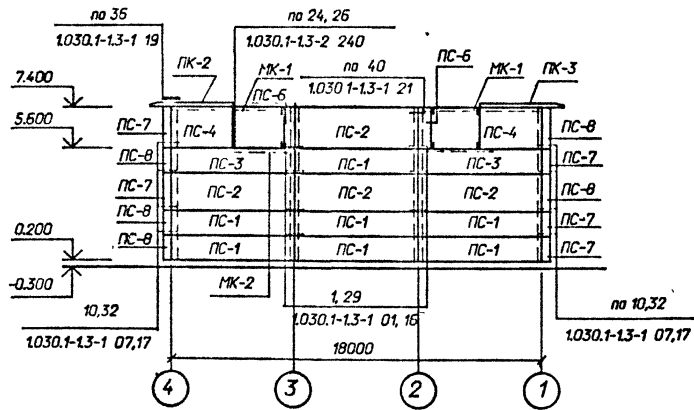 по 35
1.030.1-1.3-1 19
по 24, 26
1.030.1-1.3-2 240
ПК-2
МК-1
по 40
1.030.1-1.3-1 21
ПС-6
МК-1
ПК-3
7.400
ПС-6
5.600
ПС-7 ПС-4 ПС-2 ПС-4 ПС-8
ПС-8 ПС-3 ПС-1 ПС-3 ПС-7
ПС-7 ПС-2 ПС-2 ПС-2 ПС-8
ПС-8 ПС-1 ПС-1 ПС-1 ПС-7
ПС-8 ПС-1 ПС-1 ПС-1 ПС-7
0.200
-0.300
МК-2
10,32
1.030.1-1.3-1 07,17
1, 29
1.030.1-1.3-1 01, 16
по 10,32
1.030.1-1.3-1 07,17
18000
4 3 2 1